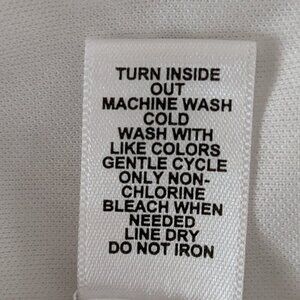 TURN INSIDE
OUT
MACHINE WASH
COLD
WASH WITH
LIKE COLORS
GENTLE CYCLE
ONLY NON-
CHLORINE
BLEACH WHEN
NEEDED
LINE DRY
DO NOT IRON